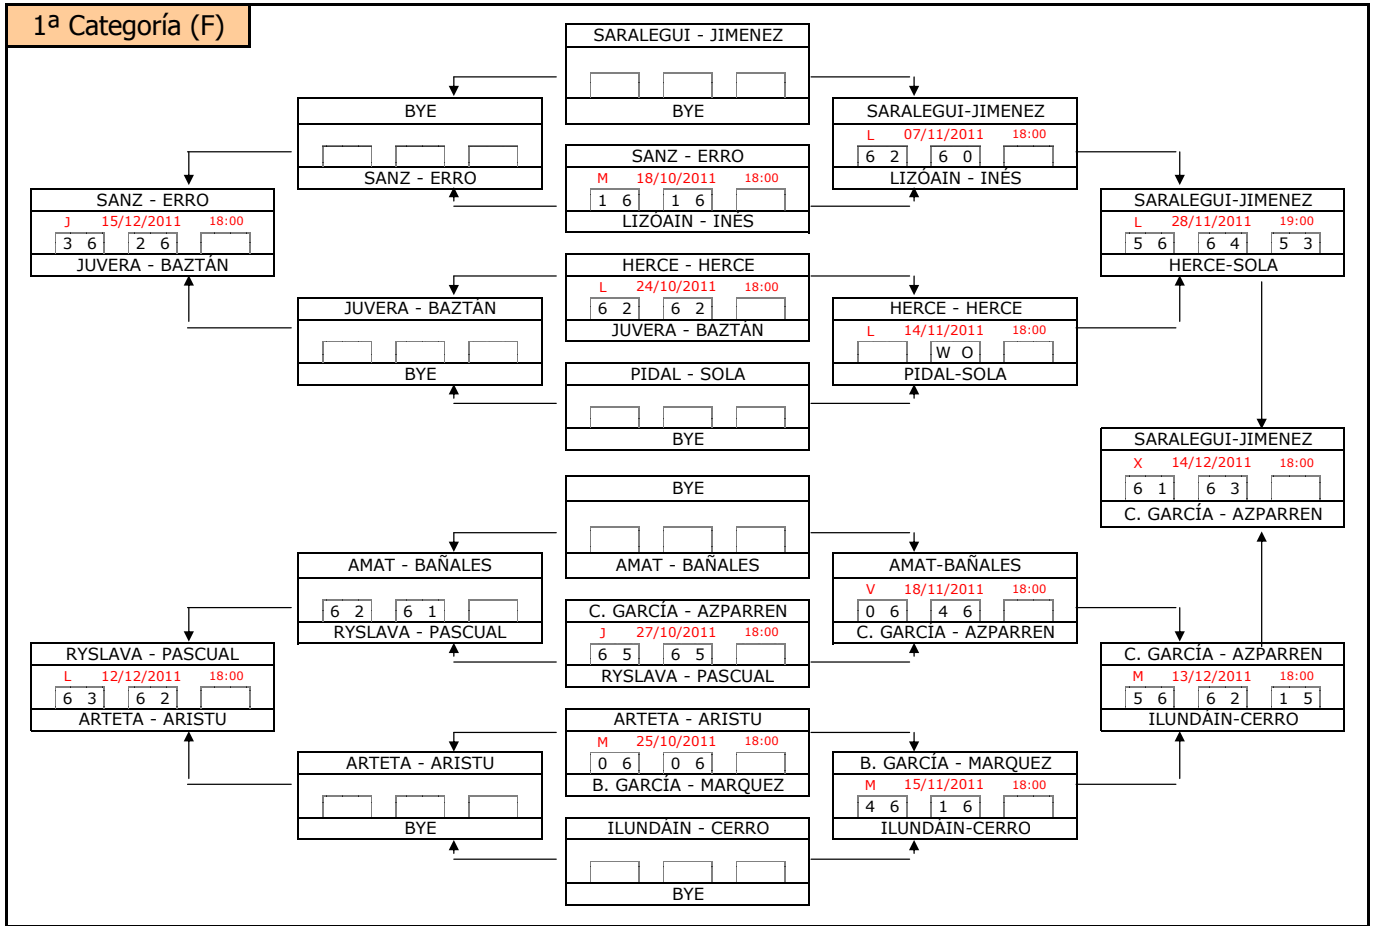 1ª Categoría (F)
SARALEGUI - JIMENEZ
BYE
BYE
SANZ - ERRO
SARALEGUI-JIMENEZ
L 07/11/2011 18:00
6 2 6 0
LIZÓAIN - INÉS
SANZ - ERRO
M 18/10/2011 18:00
1 6 1 6
LIZÓAIN - INÉS
SANZ - ERRO
J 15/12/2011 18:00
3 6 2 6
JUVERA - BAZTÁN
SARALEGUI-JIMENEZ
L 28/11/2011 19:00
5 6 6 4 5 3
HERCE-SOLA
HERCE - HERCE
L 24/10/2011 18:00
6 2 6 2
JUVERA - BAZTÁN
JUVERA - BAZTÁN
BYE
HERCE - HERCE
L 14/11/2011 18:00
W O
PIDAL-SOLA
PIDAL - SOLA
BYE
SARALEGUI-JIMENEZ
X 14/12/2011 18:00
6 1 6 3
C. GARCÍA - AZPARREN
BYE
AMAT - BAÑALES
AMAT - BAÑALES
6 2 6 1
RYSLAVA - PASCUAL
AMAT-BAÑALES
V 18/11/2011 18:00
0 6 4 6
C. GARCÍA - AZPARREN
C. GARCÍA - AZPARREN
J 27/10/2011 18:00
6 5 6 5
RYSLAVA - PASCUAL
RYSLAVA - PASCUAL
L 12/12/2011 18:00
6 3 6 2
ARTETA - ARISTU
C. GARCÍA - AZPARREN
M 13/12/2011 18:00
5 6 6 2 1 5
ILUNDÁIN-CERRO
ARTETA - ARISTU
M 25/10/2011 18:00
0 6 0 6
B. GARCÍA - MARQUEZ
ARTETA - ARISTU
BYE
B. GARCÍA - MARQUEZ
M 15/11/2011 18:00
4 6 1 6
ILUNDÁIN-CERRO
ILUNDÁIN - CERRO
BYE